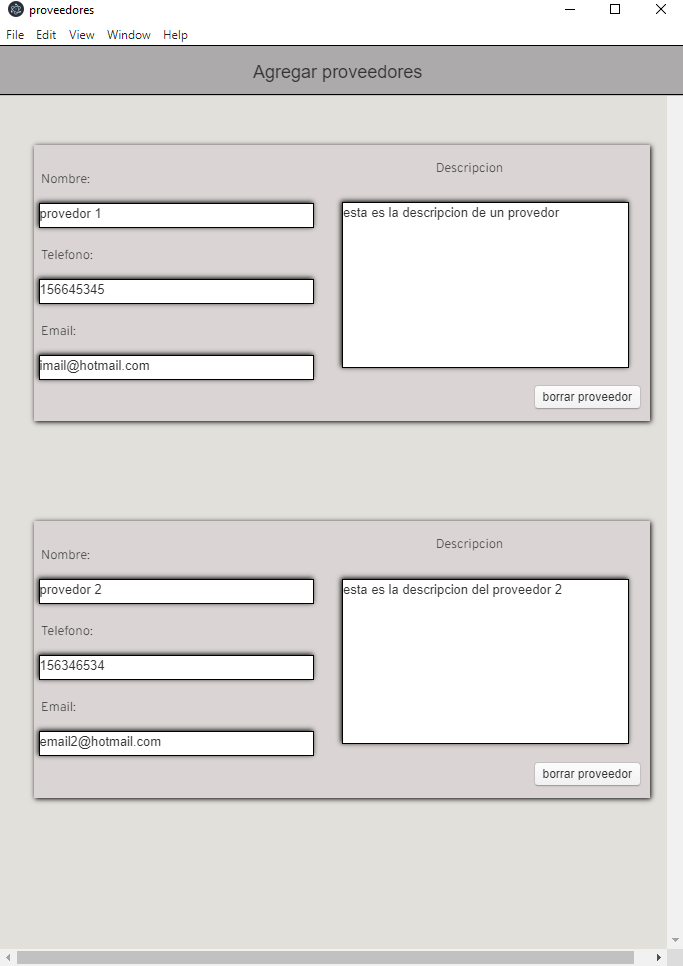 proveedores
File Edit View Window Help
Agregar proveedores
Nombre:
provedor 1
Telefono:
156645345
Email:
imail@hotmail.com
Descripcion
esta es la descripcion de un provedor
borrar proveedor
Nombre:
provedor 2
Telefono:
156346534
Email:
email2@hotmail.com
Descripcion
esta es la descripcion del proveedor 2
borrar proveedor